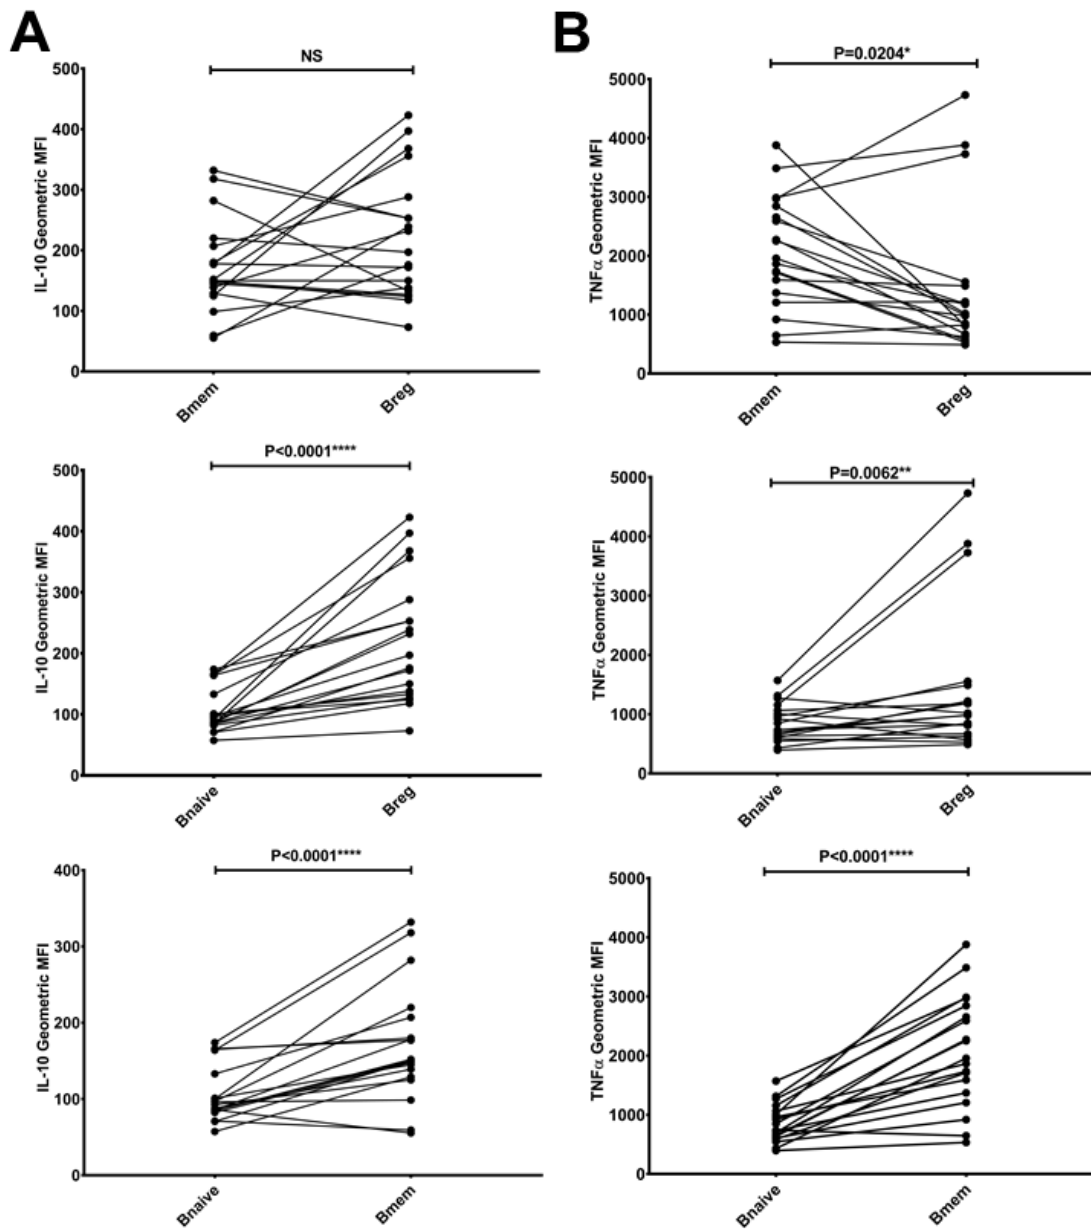 A
B
NS
500
400
300
200
100
0
IL-10 Geometric MFI
Bmem
Breg
P=0.0204*
5000
4000
3000
2000
1000
0
TNFα Geometric MFI
Bmem
Breg
P<0.0001****
500
400
300
200
100
0
IL-10 Geometric MFI
Bnaive
Breg
P=0.0062**
5000
4000
3000
2000
1000
0
TNFα Geometric MFI
Bnaive
Breg
P<0.0001****
400
300
200
100
0
IL-10 Geometric MFI
Bnaive
Bmem
P<0.0001****
5000
4000
3000
2000
1000
0
TNFα Geometric MFI
Bnaive
Bmem